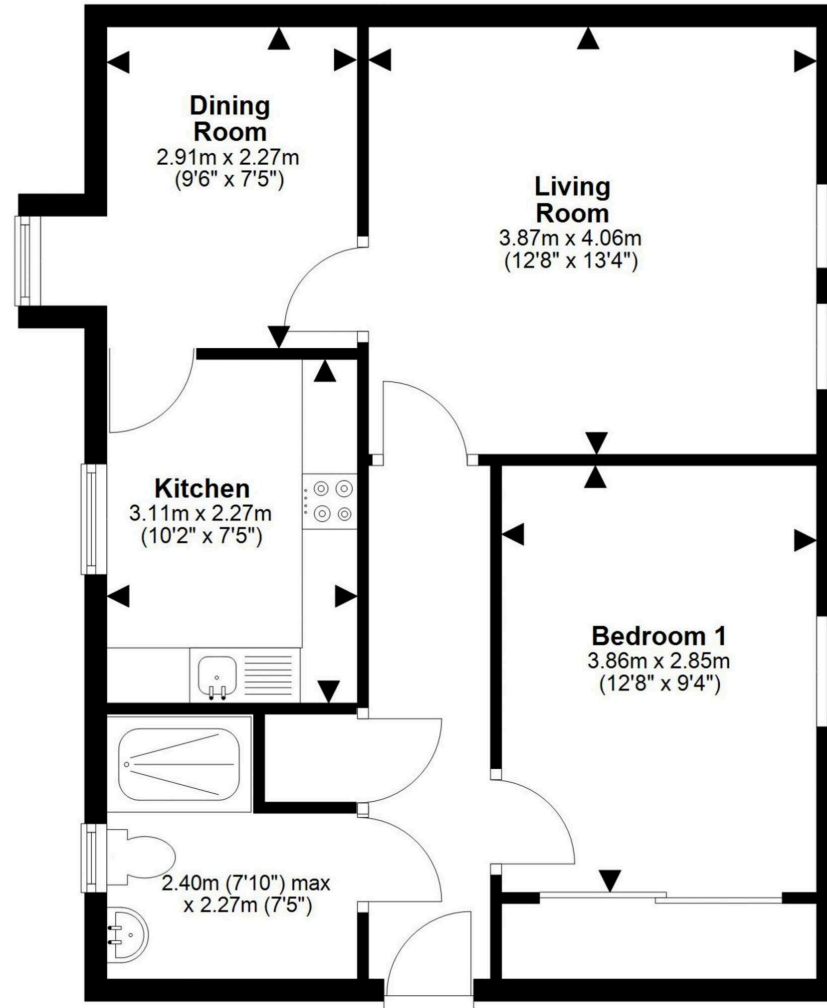 Dining
Room
2.91m x 2.27m
(9'6" x 7'5")
Living
Room
3.87m x 4.06m
(12'8" x 13'4")
Kitchen
3.11m x 2.27m
(10'2" x 7'5")
Bedroom 1
3.86m x 2.85m
(12'8" x 9'4")
2.40m (7'10") max
x 2.27m (7'5")